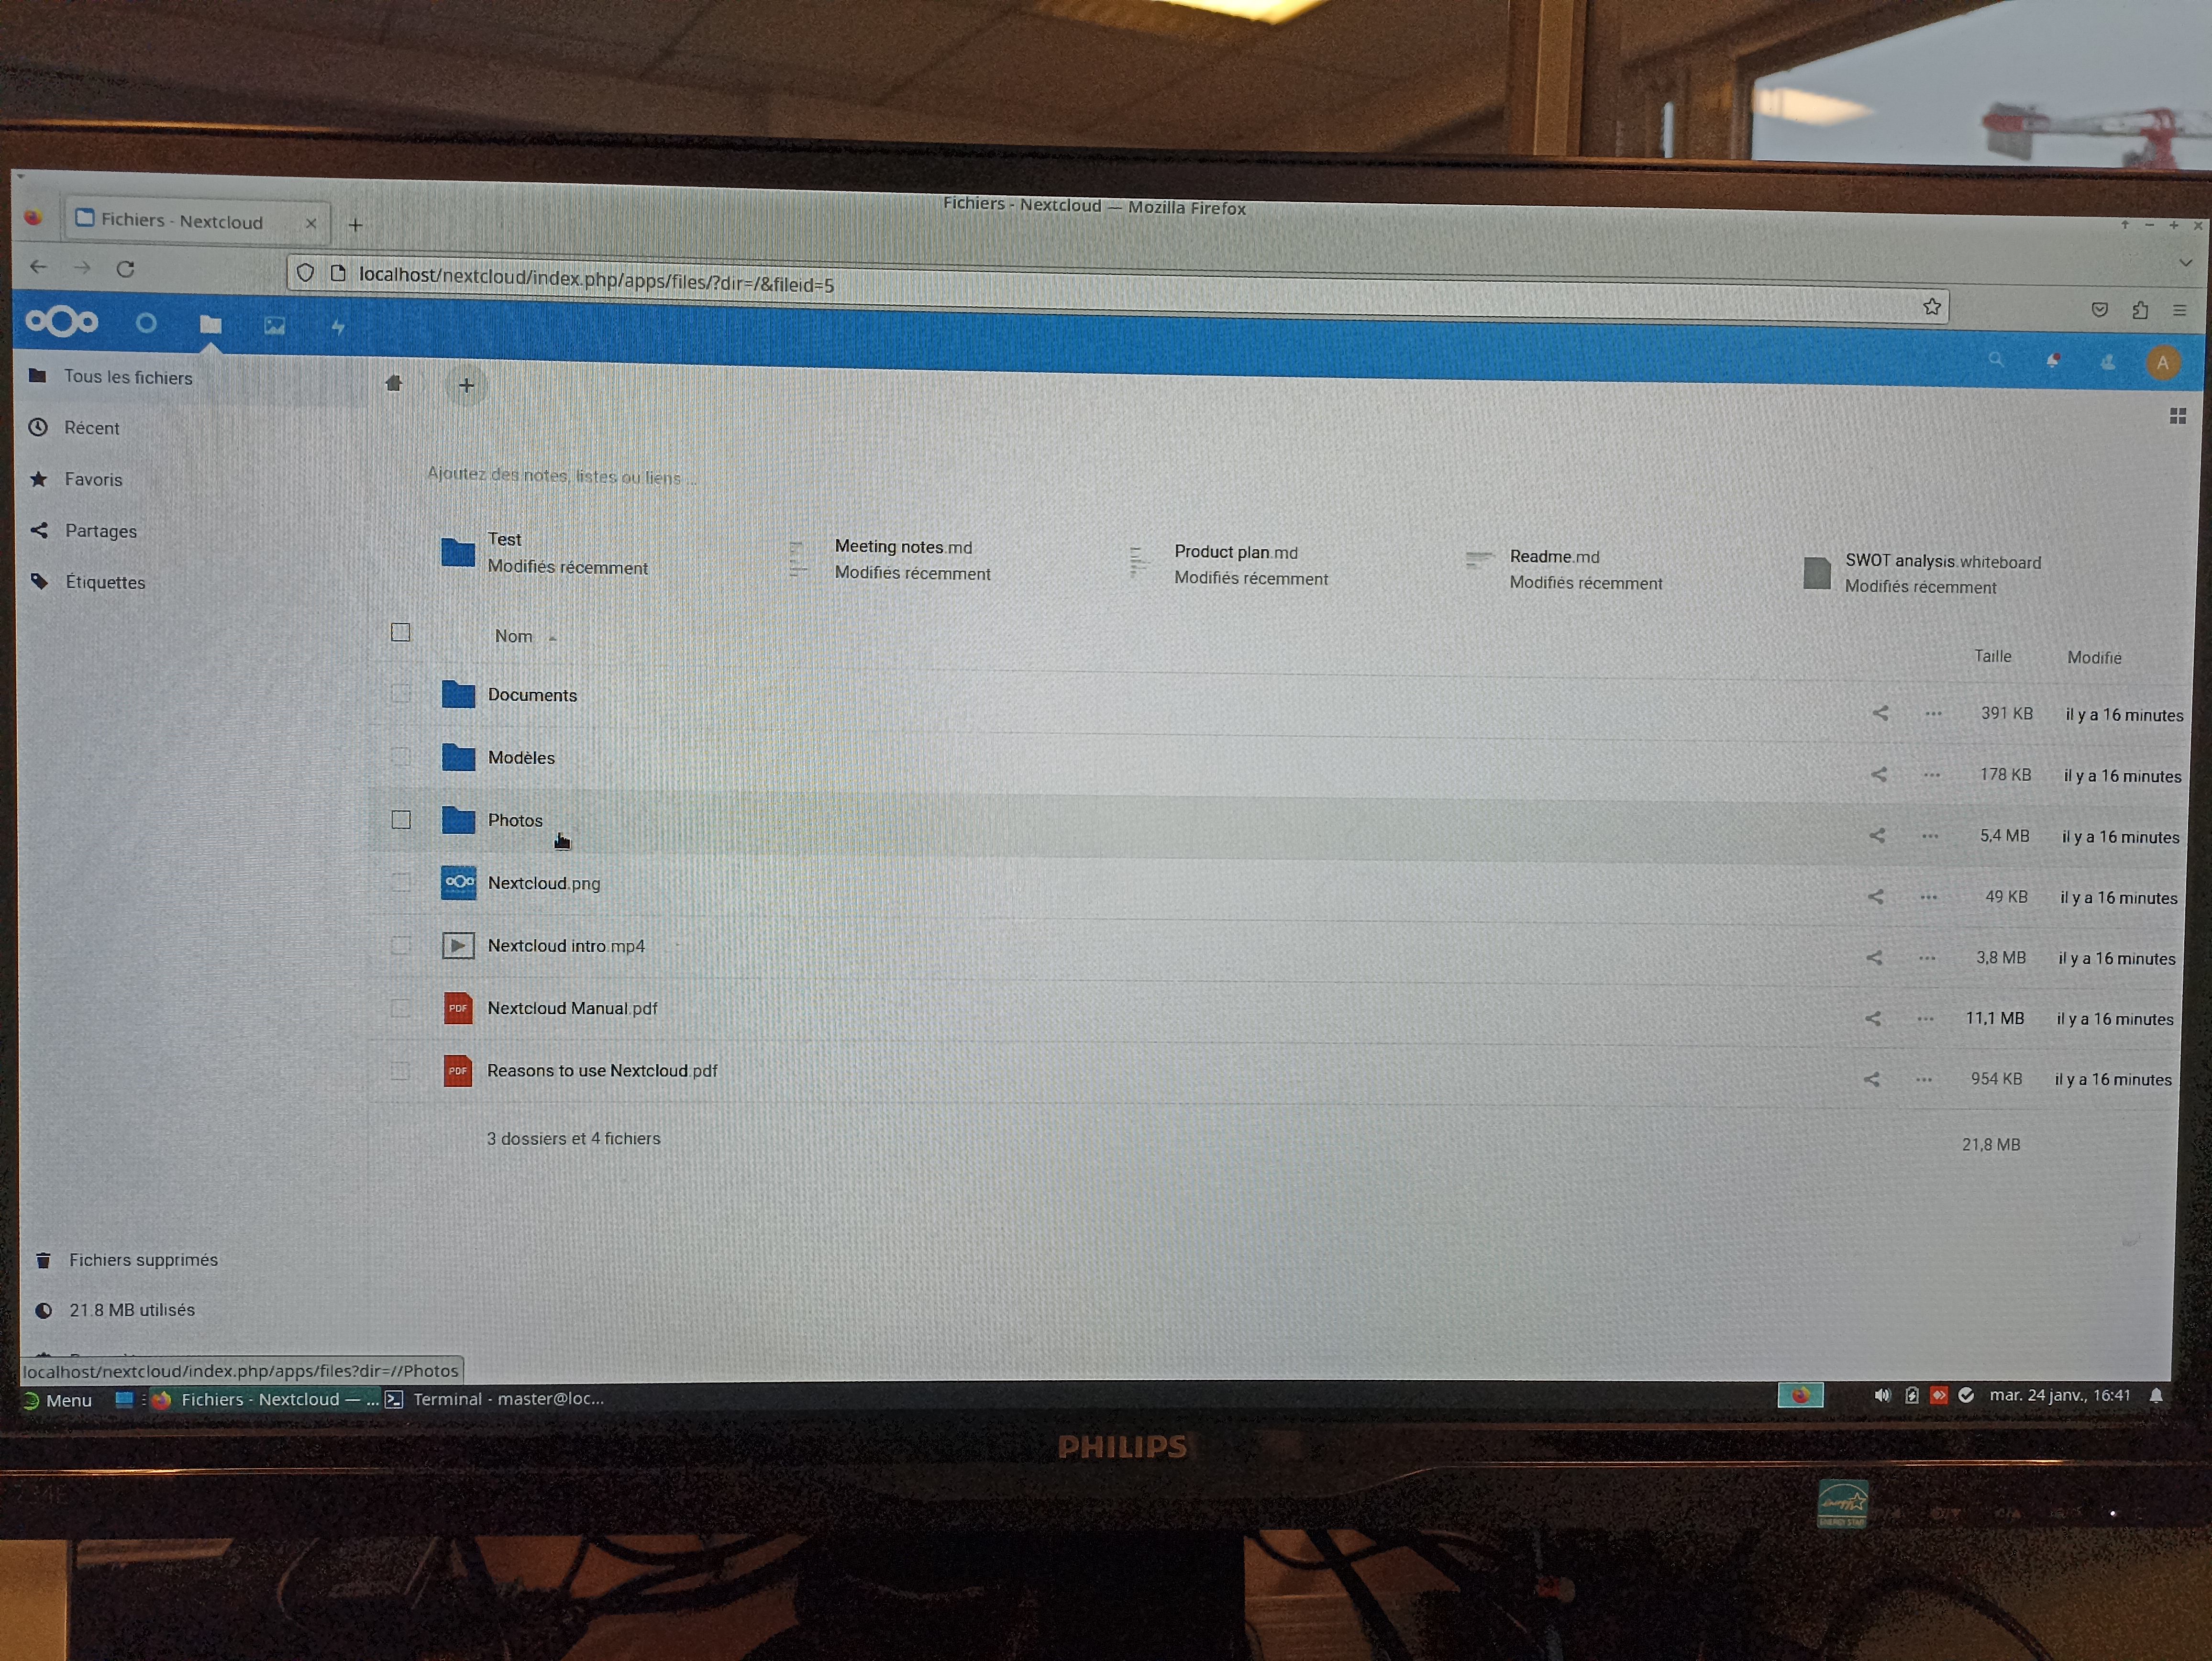 Fichiers - Nextcloud — Mozilla Firefox
Fichiers - Nextcloud
localhost/nextcloud/index.php/apps/files/?dir=/&fileid=5
A
Tous les fichiers
Récent
Favoris
Partages
Étiquettes
Ajoutez des notes, listes ou liens ...
Test
Modifiés récemment
Meeting notes.md
Modifiés récemment
Product plan.md
Modifiés récemment
Readme.md
Modifiés récemment
SWOT analysis.whiteboard
Modifiés récemment
Nom Taille Modifié
Documents 391 KB il y a 16 minutes
Modèles 178 KB il y a 16 minutes
Photos 5,4 MB il y a 16 minutes
Nextcloud.png 49 KB il y a 16 minutes
Nextcloud intro.mp4 3,8 MB il y a 16 minutes
PDF Nextcloud Manual.pdf 11,1 MB il y a 16 minutes
PDF Reasons to use Nextcloud.pdf 954 KB il y a 16 minutes
3 dossiers et 4 fichiers 21,8 MB
Fichiers supprimés
21.8 MB utilisés
localhost/nextcloud/index.php/apps/files?dir=//Photos
Menu Fichiers - Nextcloud — ... Terminal - master@loc... mar. 24 janv., 16:41
PHILIPS
ENERGY STAR